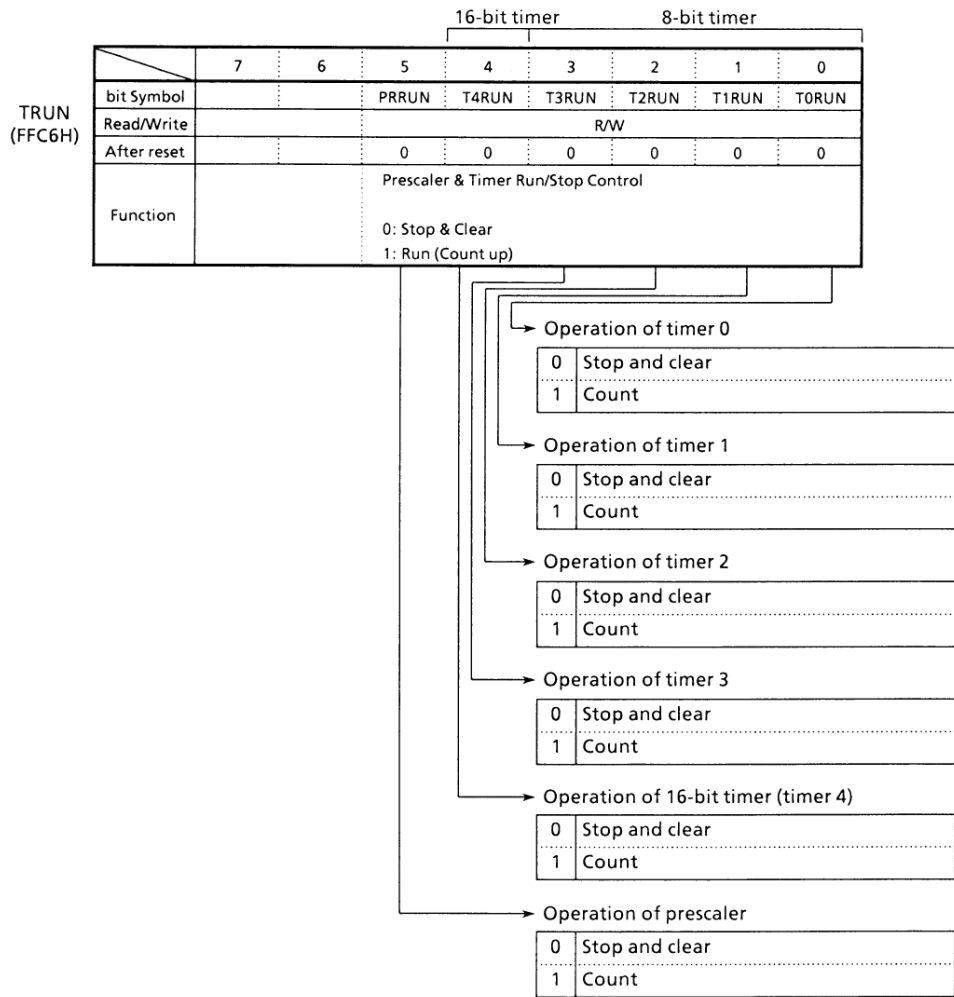 16-bit timer 8-bit timer
7 6 5 4 3 2 1 0
bit Symbol PRRUN T4RUN T3RUN T2RUN T1RUN T0RUN
TRUN
(FFC6H)
Read/Write R/W
After reset 0 0 0 0 0 0
Function
Prescaler & Timer Run/Stop Control
0: Stop & Clear
1: Run (Count up)
Operation of timer 0
0 Stop and clear
1 Count
Operation of timer 1
0 Stop and clear
1 Count
Operation of timer 2
0 Stop and clear
1 Count
Operation of timer 3
0 Stop and clear
1 Count
Operation of 16-bit timer (timer 4)
0 Stop and clear
1 Count
Operation of prescaler
0 Stop and clear
1 Count